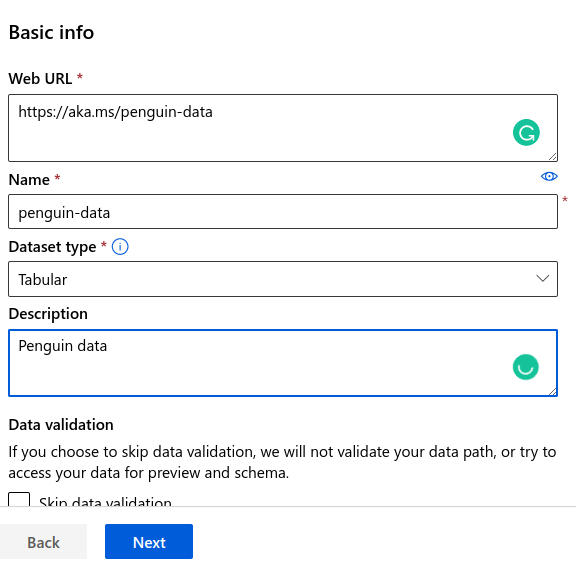 Basic info
Web URL *
https://aka.ms/penguin-data
Name *
penguin-data
*
Dataset type *
Tabular
Description
Penguin data
Data validation
If you choose to skip data validation, we will not validate your data path, or try to
access your data for preview and schema.
Skip data validation
Back
Next